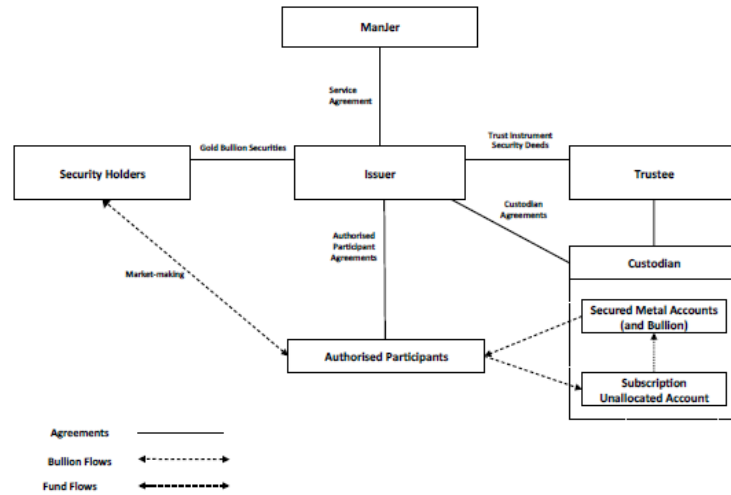 ManJer
Service
Agreement
Gold Bullion Securities
Trust Instrument
Security Deeds
Security Holders
Issuer
Trustee
Custodian
Agreements
Authorised
Participant
Agreements
Custodian
Market-making
Secured Metal Accounts
(and Bullion)
Authorised Participants
Subscription
Unallocated Account
Agreements
Bullion Flows
Fund Flows